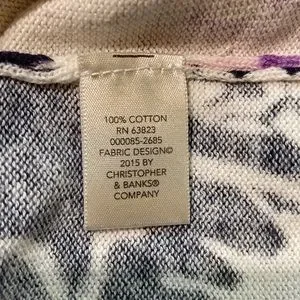 100% COTTON
RN 63823
000085-2685
FABRIC DESIGN©
2015 BY
CHRISTOPHER
& BANKS®
COMPANY